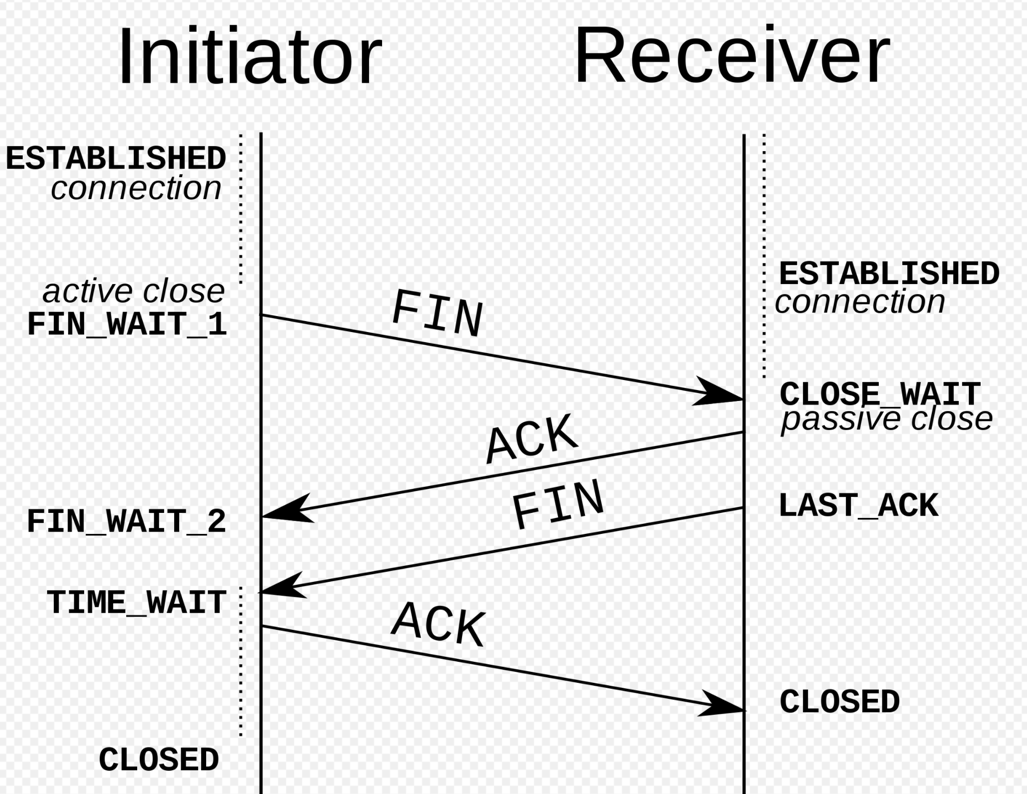 Initiator
Receiver
ESTABLISHED
connection
active close
FIN_WAIT_1
FIN
ESTABLISHED
connection
CLOSE_WAIT
passive close
ACK
FIN_WAIT_2
FIN
LAST_ACK
TIME_WAIT
ACK
CLOSED
CLOSED